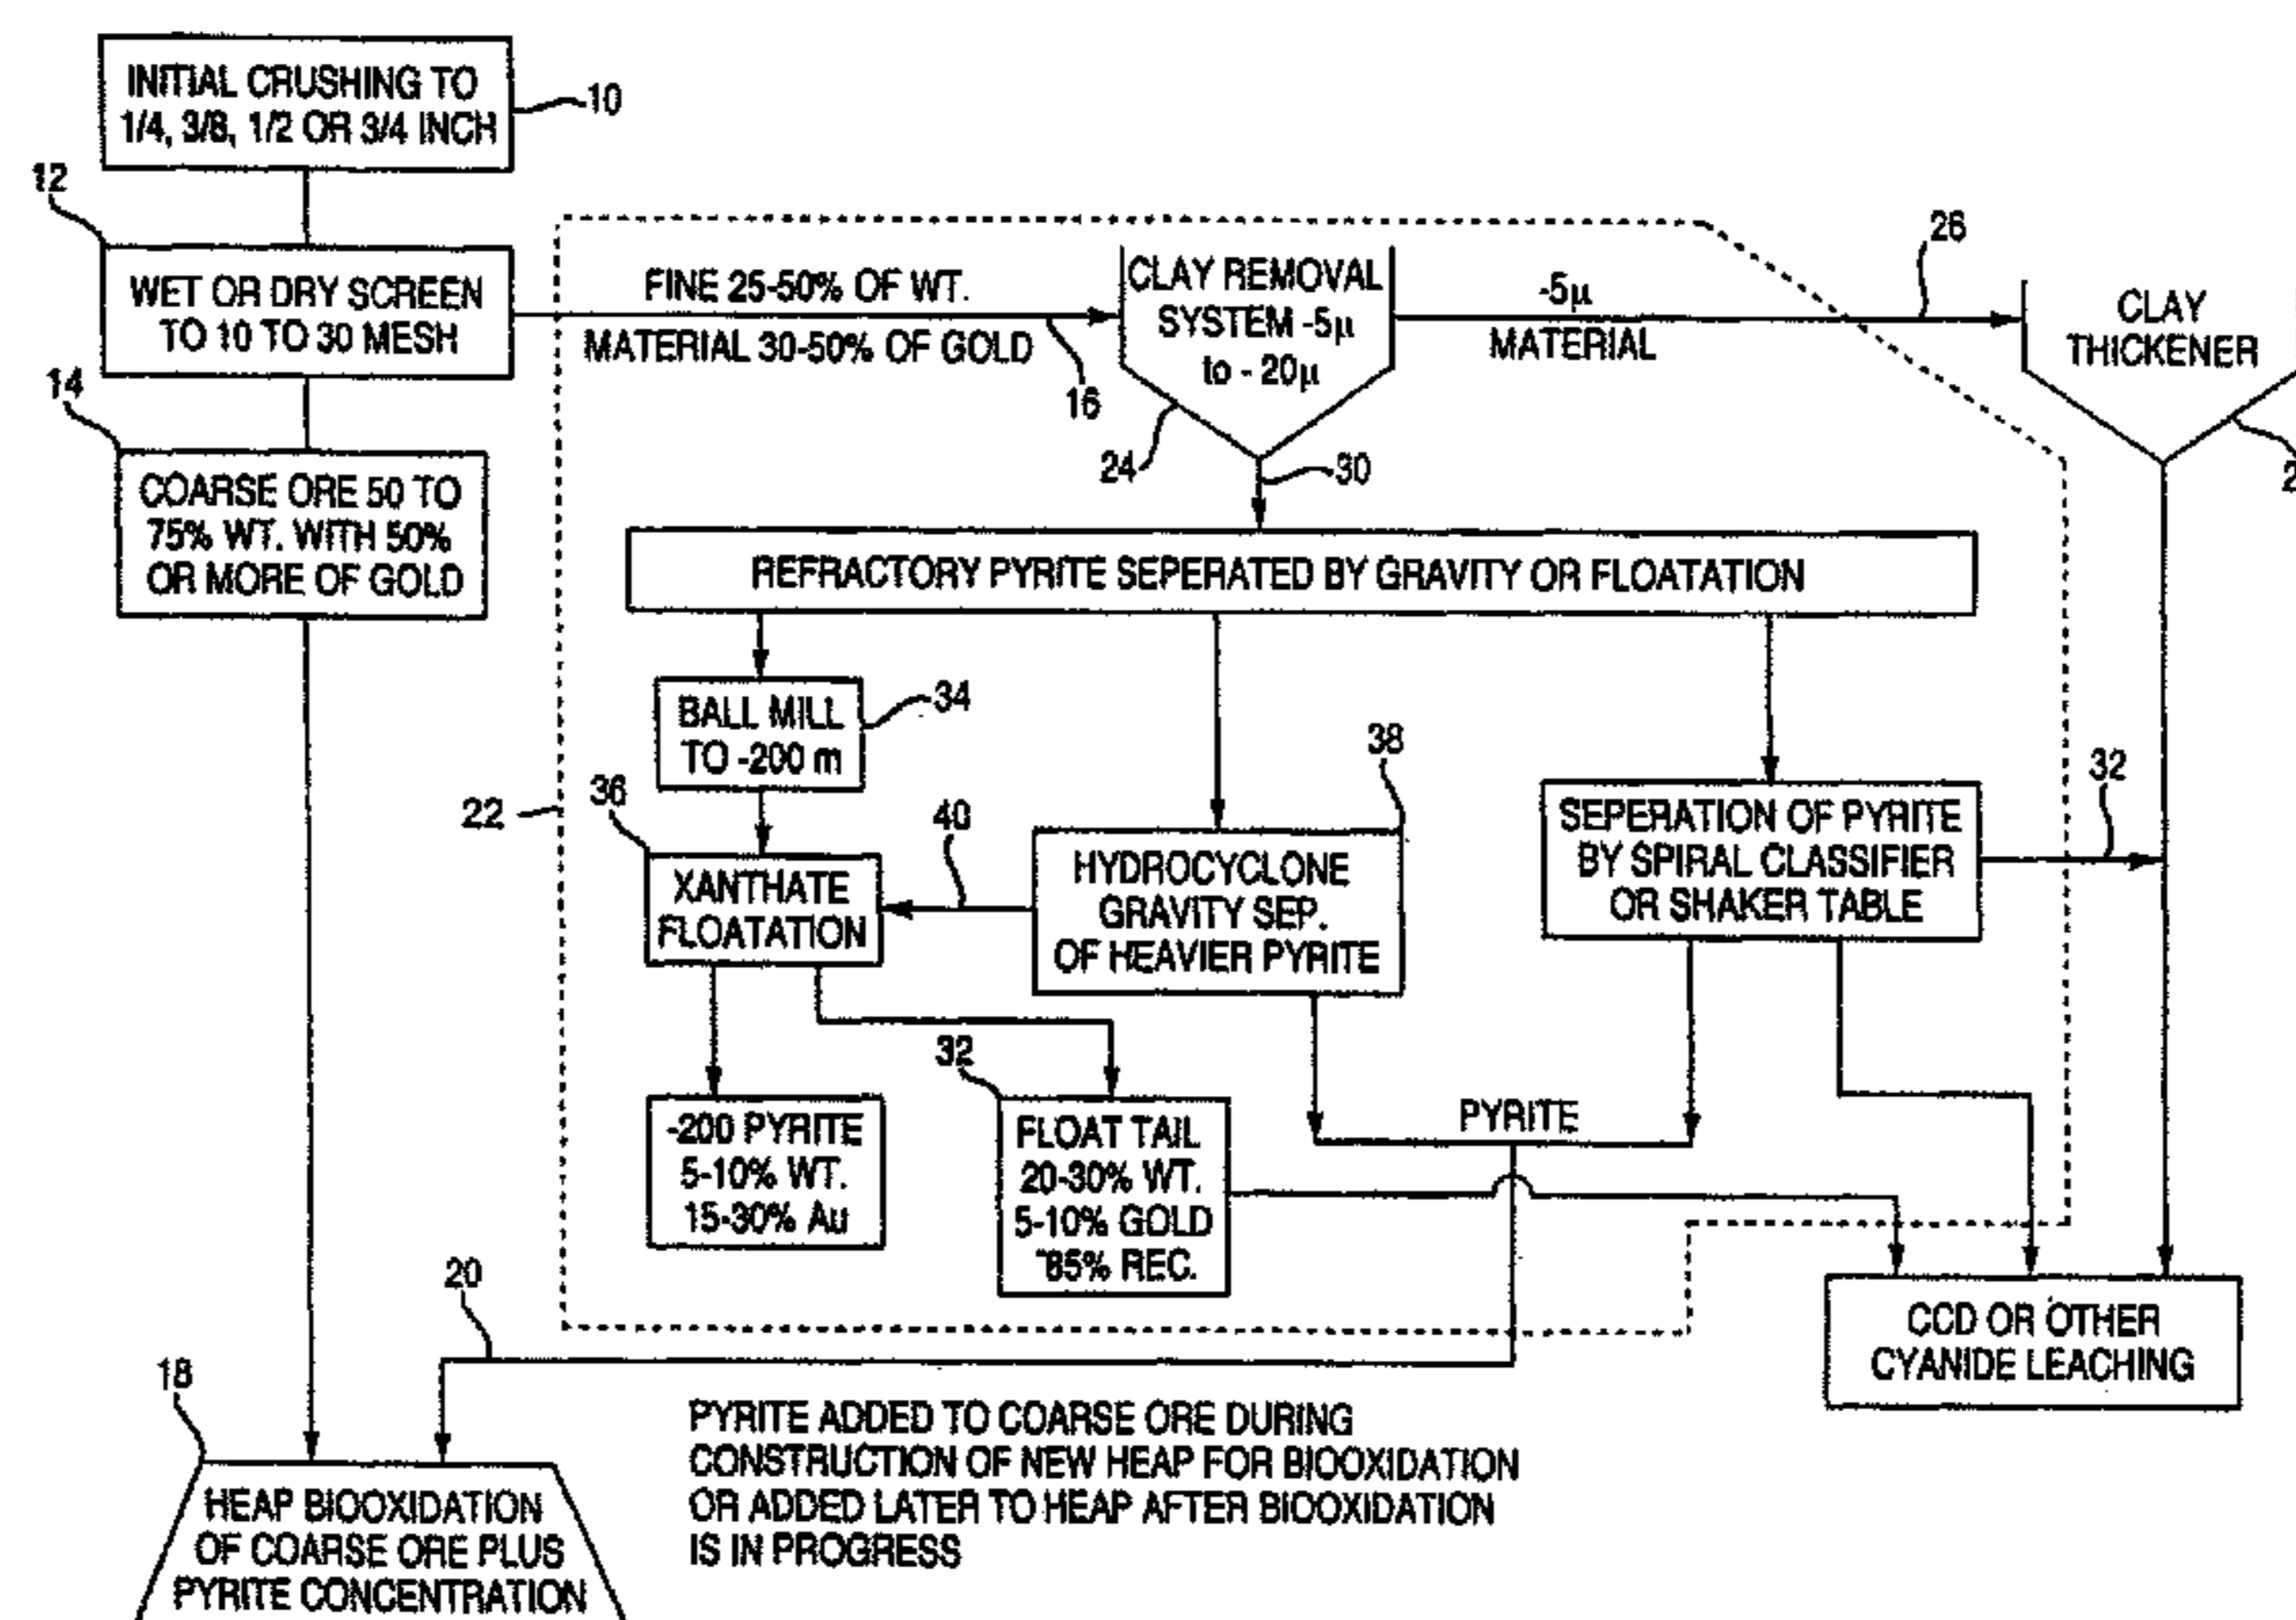 INITIAL CRUSHING TO
1/4, 3/8, 1/2 OR 3/4 INCH
10
12
WET OR DRY SCREEN
TO 10 TO 30 MESH
FINE 25-50% OF WT.
MATERIAL 30-50% OF GOLD
16
CLAY REMOVAL
SYSTEM -5µ
to - 20µ
24
-5µ
MATERIAL
26
CLAY
THICKENER
14
COARSE ORE 50 TO
75% WT. WITH 50%
OR MORE OF GOLD
30
REFRACTORY PYRITE SEPERATED BY GRAVITY OR FLOATATION
BALL MILL
TO -200 m
34
22
36
XANTHATE
FLOATATION
40
38
HYDROCYCLONE
GRAVITY SEP.
OF HEAVIER PYRITE
SEPERATION OF PYRITE
BY SPIRAL CLASSIFIER
OR SHAKER TABLE
32
-200 PYRITE
5-10% WT.
15-30% Au
32
FLOAT TAIL
20-30% WT.
5-10% GOLD
~85% REC.
PYRITE
CCD OR OTHER
CYANIDE LEACHING
20
18
HEAP BIOOXIDATION
OF COARSE ORE PLUS
PYRITE CONCENTRATION
PYRITE ADDED TO COARSE ORE DURING
CONSTRUCTION OF NEW HEAP FOR BIOOXIDATION
OR ADDED LATER TO HEAP AFTER BIOOXIDATION
IS IN PROGRESS